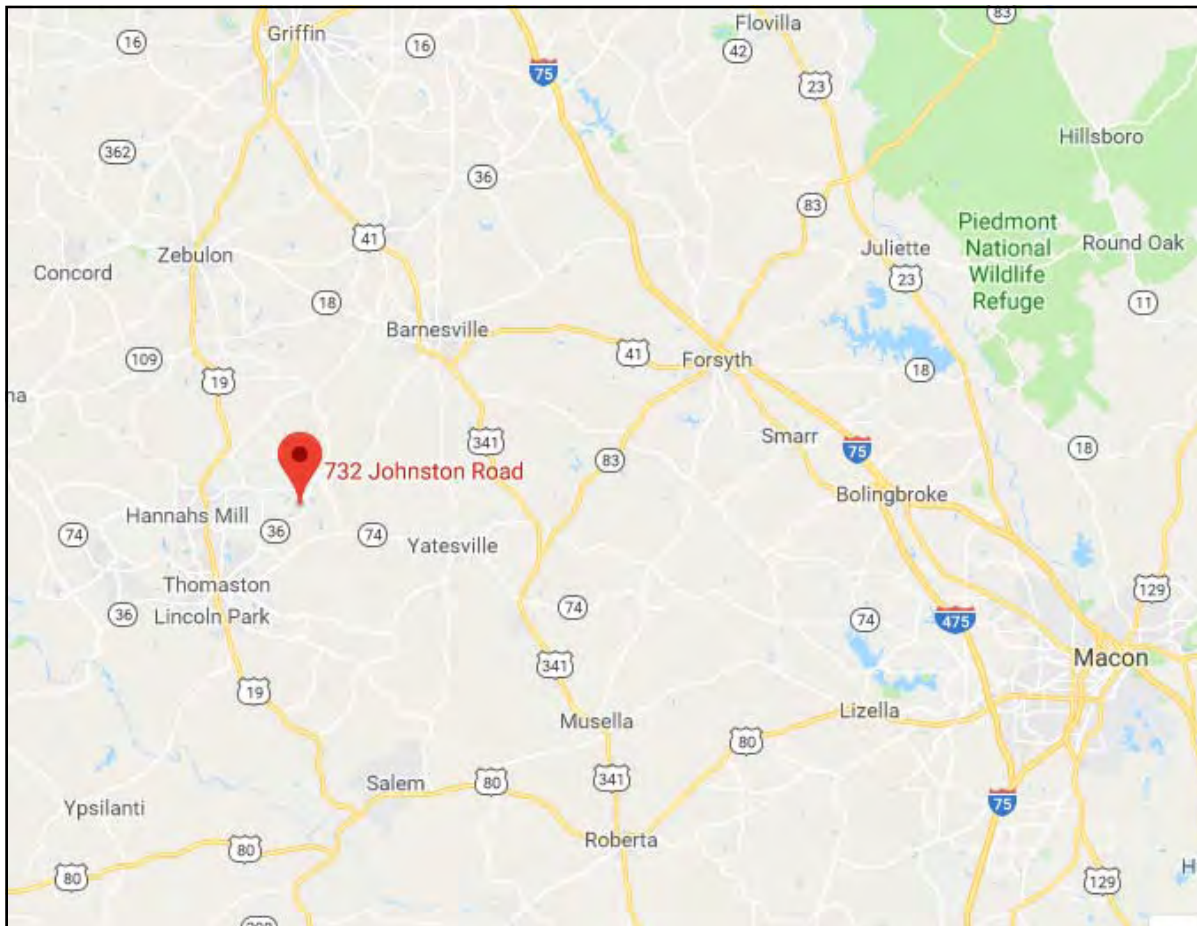 83
Flovilla
Griffin
16
16
42
75
23
Hillsboro
362
36
83
Piedmont
National
Wildlife
Refuge
41
Juliette
Round Oak
Zebulon
Concord
23
18
11
Barnesville
41
Forsyth
109
18
19
na
341
Smarr
75
18
83
732 Johnston Road
Bolingbroke
Hannahs Mill
36
74
74
Yatesville
Thomaston
129
36
Lincoln Park
74
74
475
Macon
341
19
Lizella
Musella
80
Salem
80
341
75
Ypsilanti
Roberta
80
80
129
H